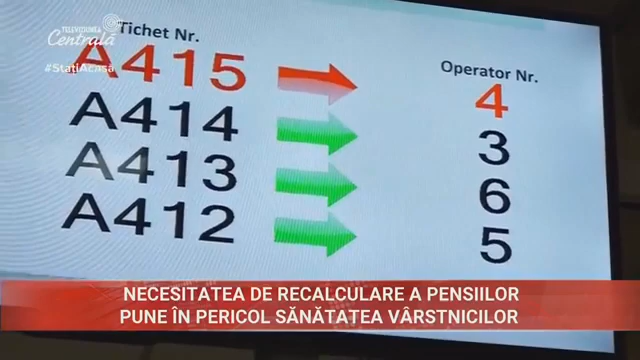 TELEVIZIUNEA
Centrală
#StațiAcasă
Tichet Nr.
Operator Nr.
A415 4
A414 3
A413 6
A412 5
NECESITATEA DE RECALCULARE A PENSIILOR
PUNE ÎN PERICOL SĂNĂTATEA VÂRSTNICILOR